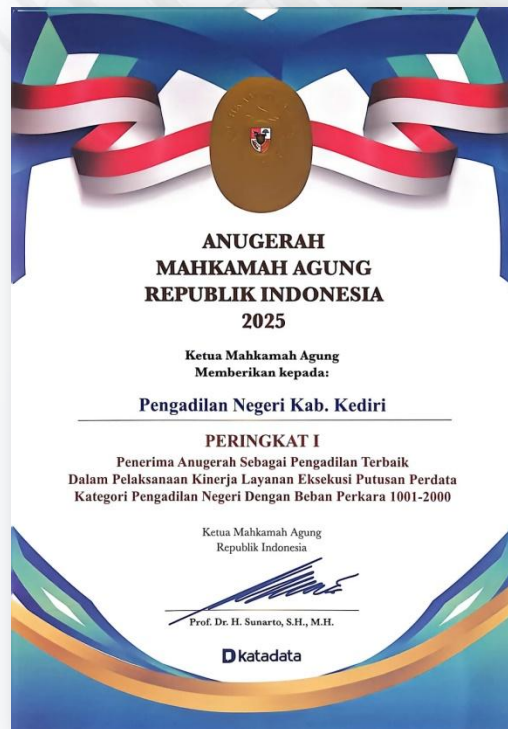 ANUGERAH
MAHKAMAH AGUNG
REPUBLIK INDONESIA
2025
Ketua Mahkamah Agung
Memberikan kepada:
Pengadilan Negeri Kab. Kediri
PERINGKAT I
Penerima Anugerah Sebagai Pengadilan Terbaik
Dalam Pelaksanaan Kinerja Layanan Eksekusi Putusan Perdata
Kategori Pengadilan Negeri Dengan Beban Perkara 1001-2000
Ketua Mahkamah Agung
Republik Indonesia
Prof. Dr. H. Sunarto, S.H., M.H.
katadata